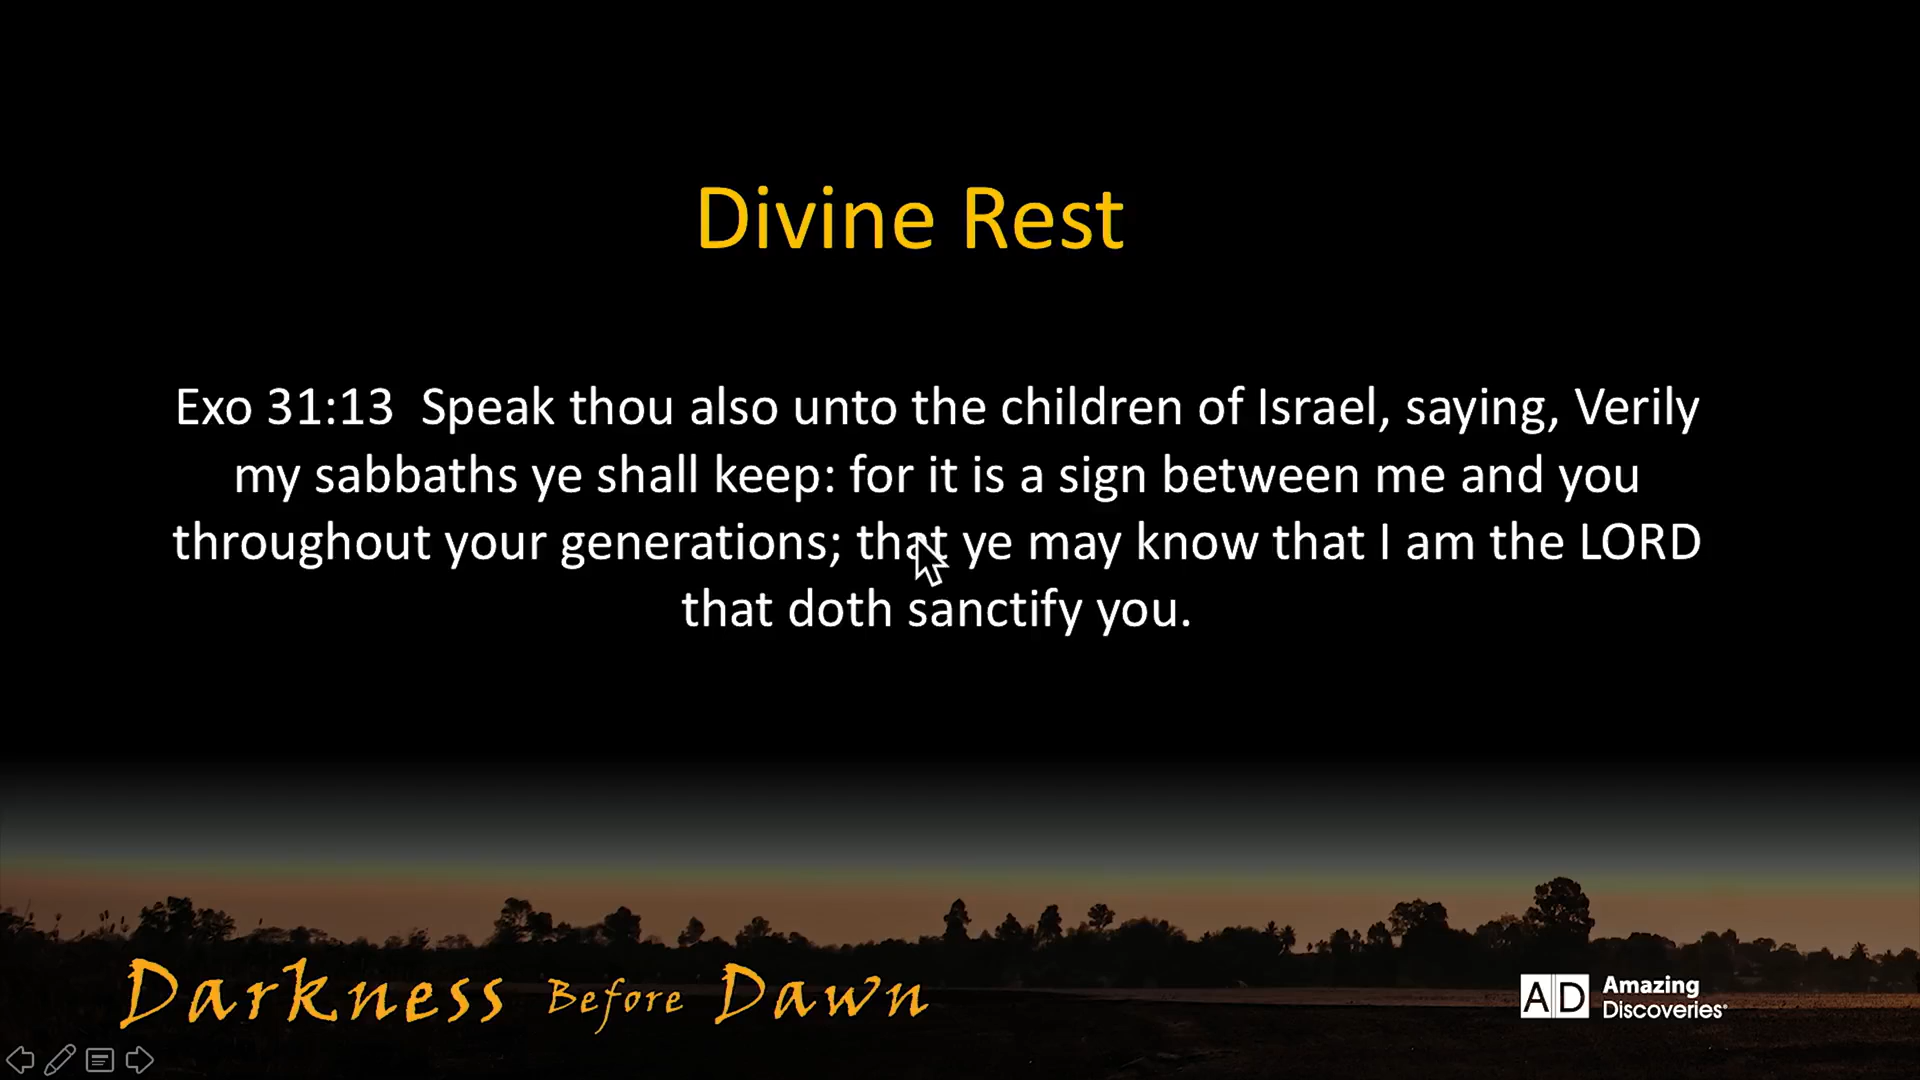 Divine Rest
Exo 31:13  Speak thou also unto the children of Israel, saying, Verily
my sabbaths ye shall keep: for it is a sign between me and you
throughout your generations; that ye may know that I am the LORD
that doth sanctify you.
Darkness Before Dawn
AD Amazing
Discoveries